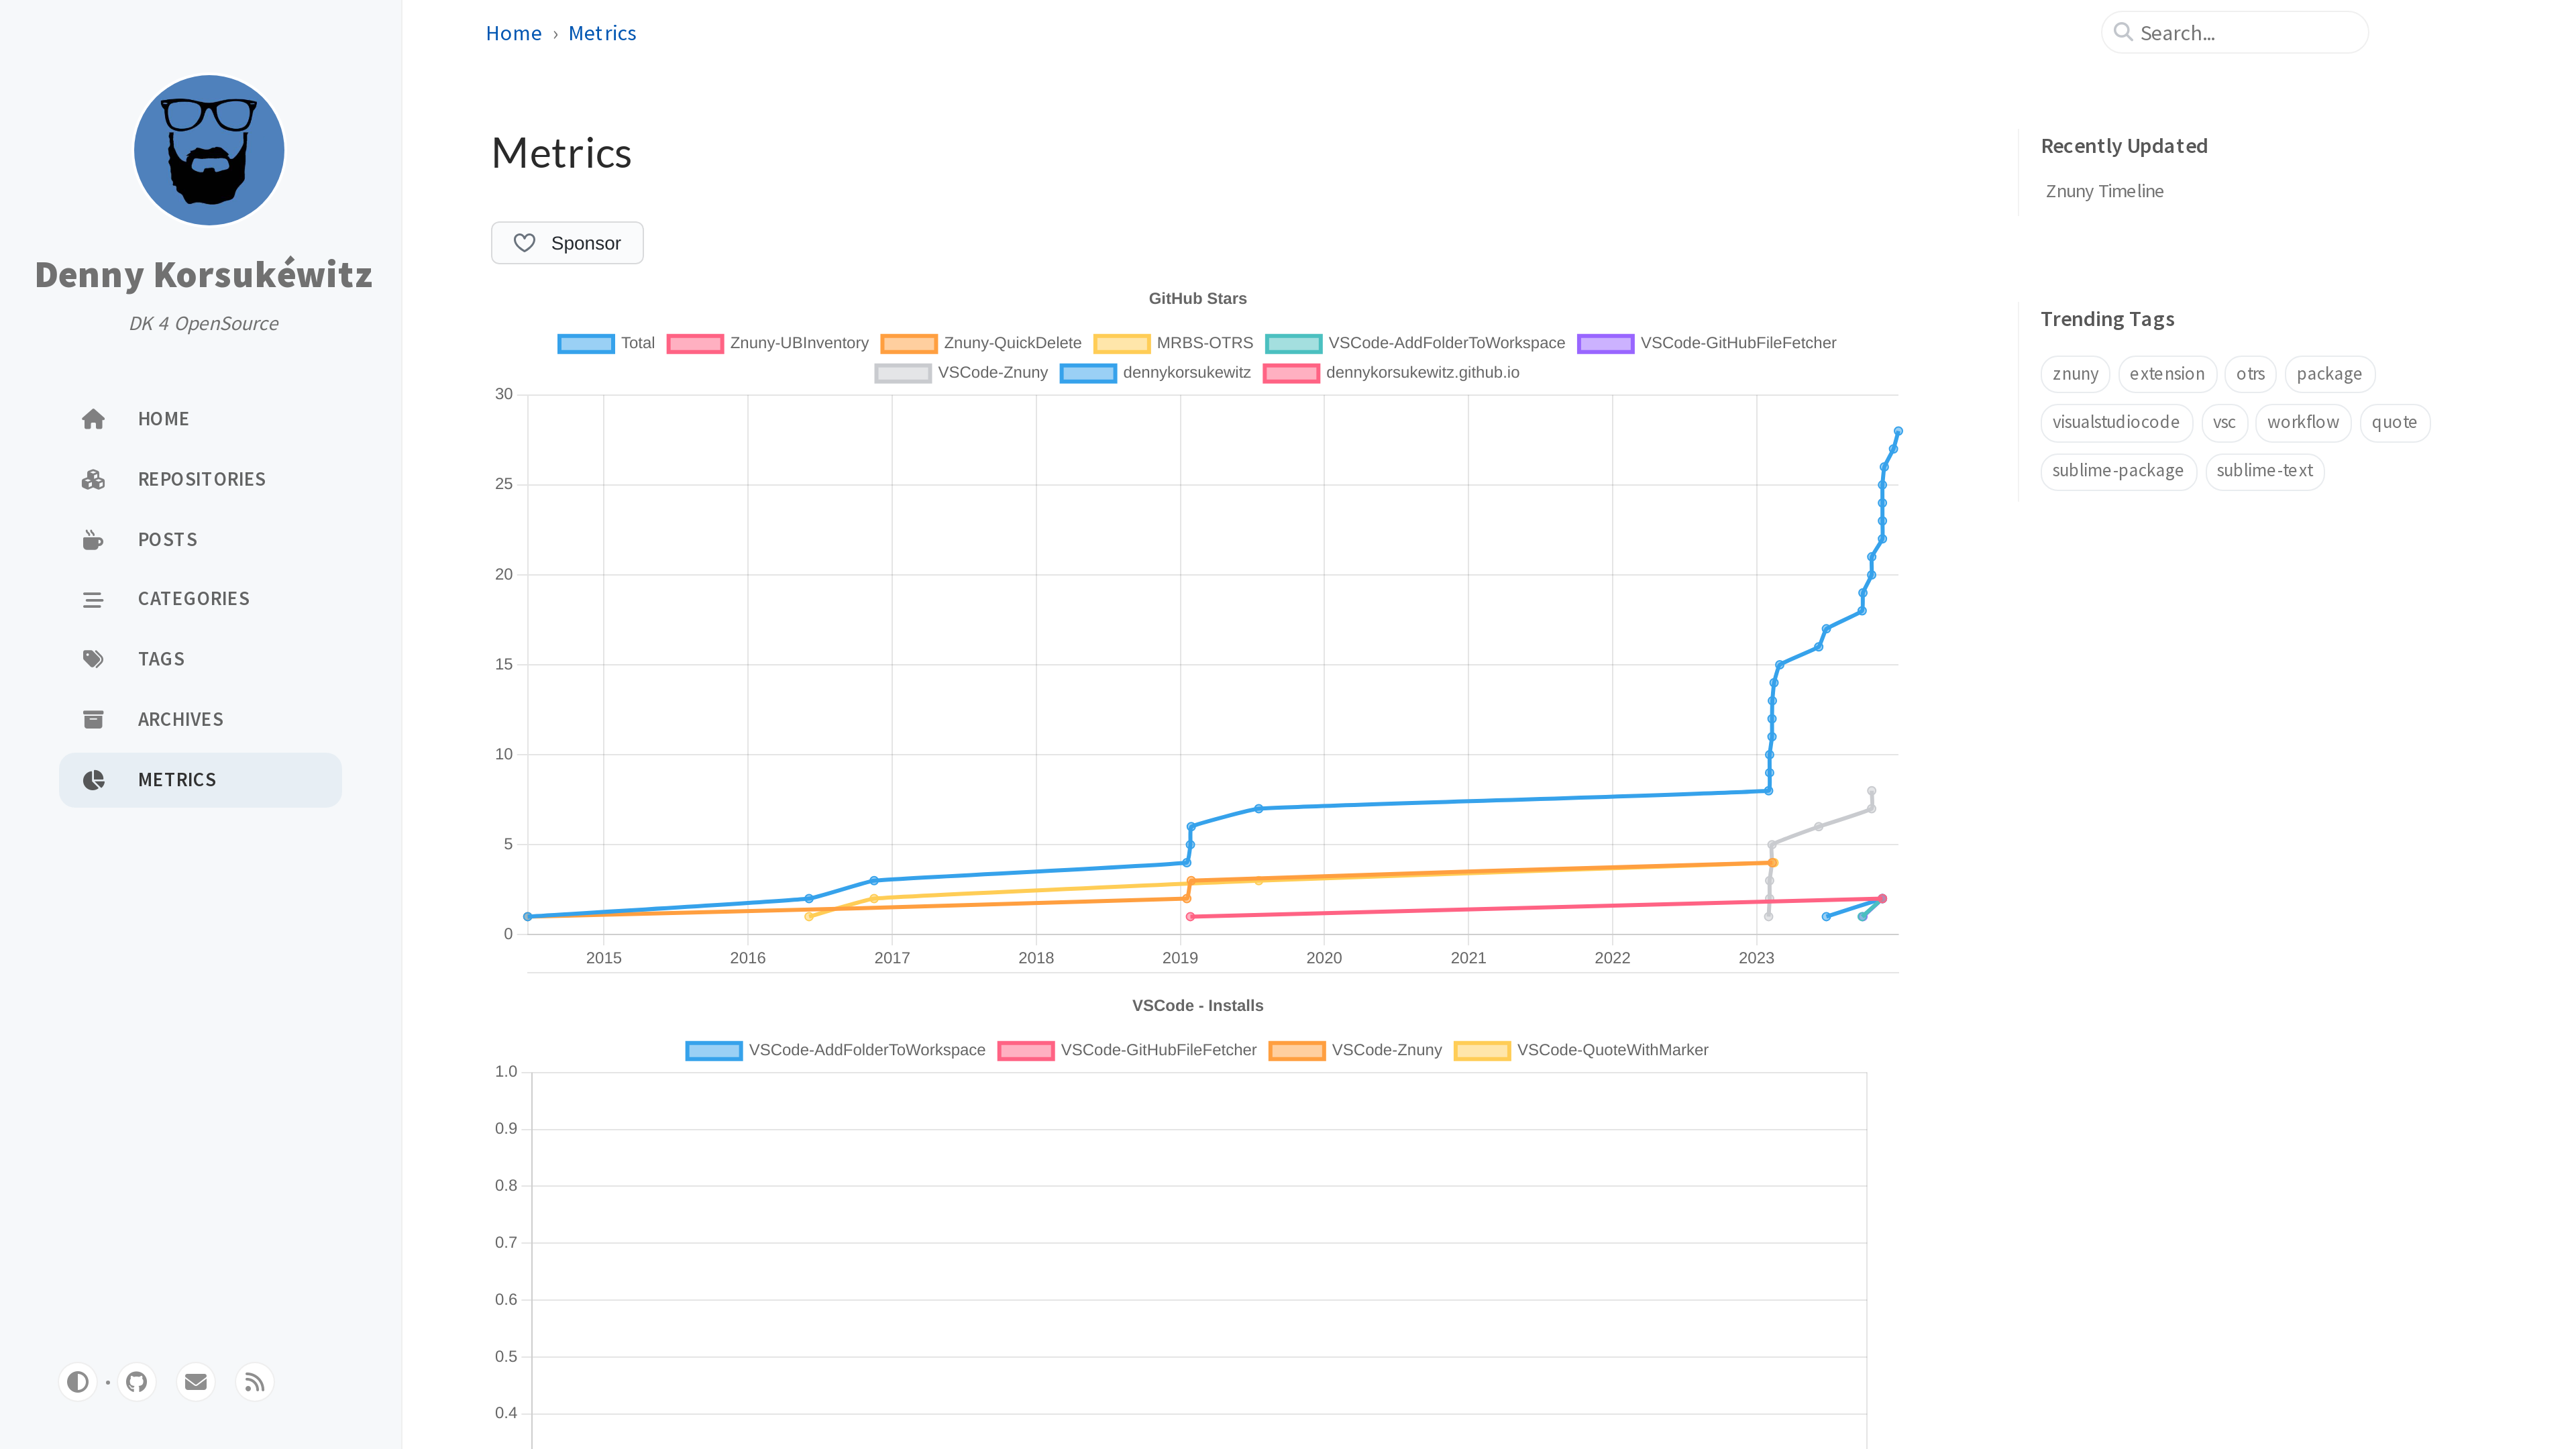 Denny Korsukéwitz
DK 4 OpenSource
HOME
REPOSITORIES
POSTS
CATEGORIES
TAGS
ARCHIVES
METRICS
Home › Metrics
Search...
Metrics
Sponsor
GitHub Stars
Total Znuny-UBInventory Znuny-QuickDelete MRBS-OTRS VSCode-AddFolderToWorkspace VSCode-GitHubFileFetcher
VSCode-Znuny dennykorsukewitz dennykorsukewitz.github.io
30
25
20
15
10
5
0
2015 2016 2017 2018 2019 2020 2021 2022 2023
VSCode - Installs
VSCode-AddFolderToWorkspace VSCode-GitHubFileFetcher VSCode-Znuny VSCode-QuoteWithMarker
1.0
0.9
0.8
0.7
0.6
0.5
0.4
Recently Updated
Znuny Timeline
Trending Tags
znuny extension otrs package
visualstudiocode vsc workflow quote
sublime-package sublime-text